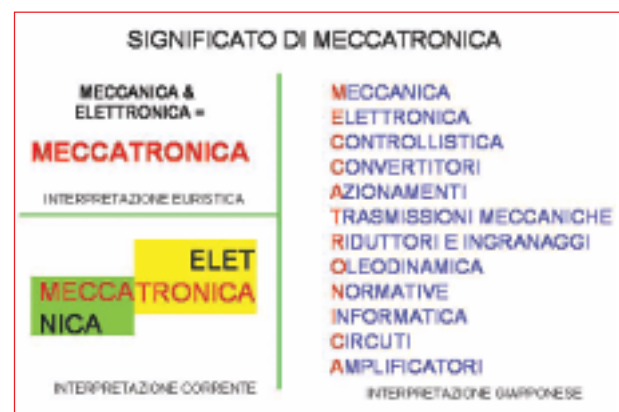 SIGNIFICATO DI MECCATRONICA
MECCANICA &
ELETTRONICA =
MECCATRONICA
INTERPRETAZIONE EURISTICA
ELET
MECCATRONICA
NICA
INTERPRETAZIONE CORRENTE
MECCANICA
ELETTRONICA
CONTROLLISTICA
CONVERTITORI
AZIONAMENTI
TRASMISSIONI MECCANICHE
RIDUTTORI E INGRANAGGI
OLEODINAMICA
NORMATIVE
INFORMATICA
CIRCUTI
AMPLIFICATORI
INTERPRETAZIONE GIAPPONESE